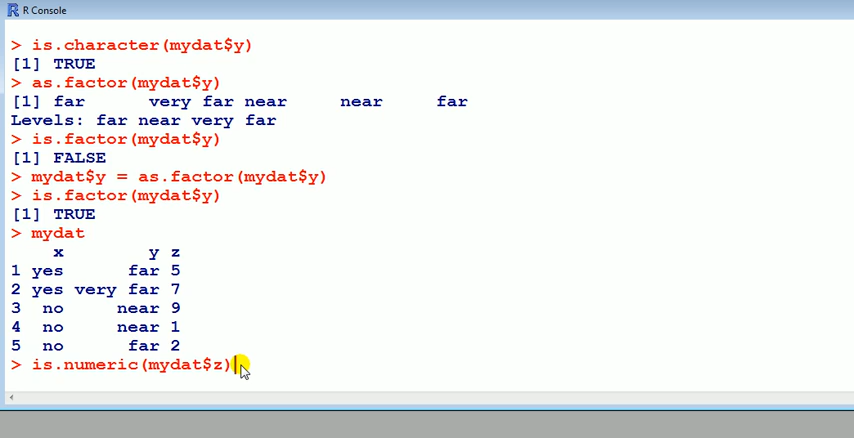 R Console
> is.character(mydat$y)
[1] TRUE
> as.factor(mydat$y)
[1] far      very far near     near     far
Levels: far near very far
> is.factor(mydat$y)
[1] FALSE
> mydat$y = as.factor(mydat$y)
> is.factor(mydat$y)
[1] TRUE
> mydat
    x        y z
1 yes      far 5
2 yes very far 7
3  no     near 9
4  no     near 1
5  no      far 2
> is.numeric(mydat$z)